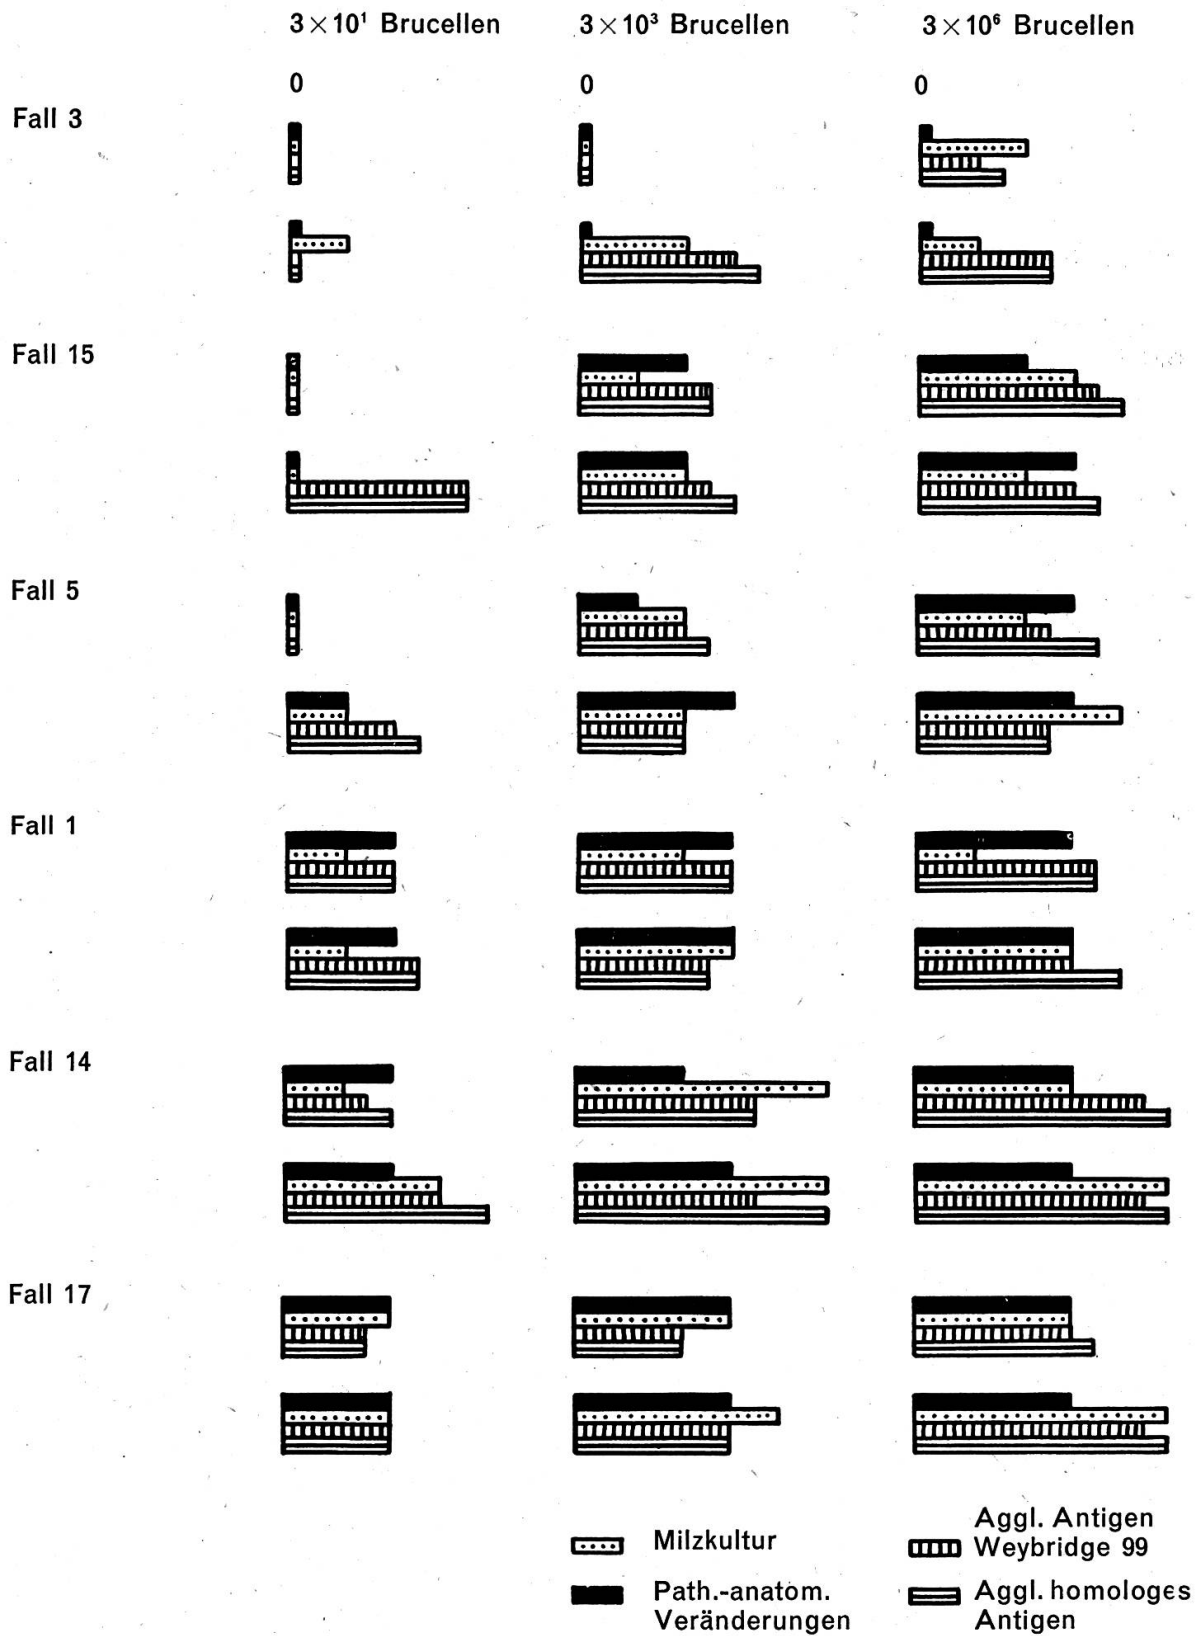 3×10¹ Brucellen 3×10³ Brucellen 3×10⁶ Brucellen
0 0 0
Fall 3
Fall 15
Fall 5
Fall 1
Fall 14
Fall 17
Milzkultur
Path.-anatom.
Veränderungen
Aggl. Antigen
Weybridge 99
Aggl. homologes
Antigen